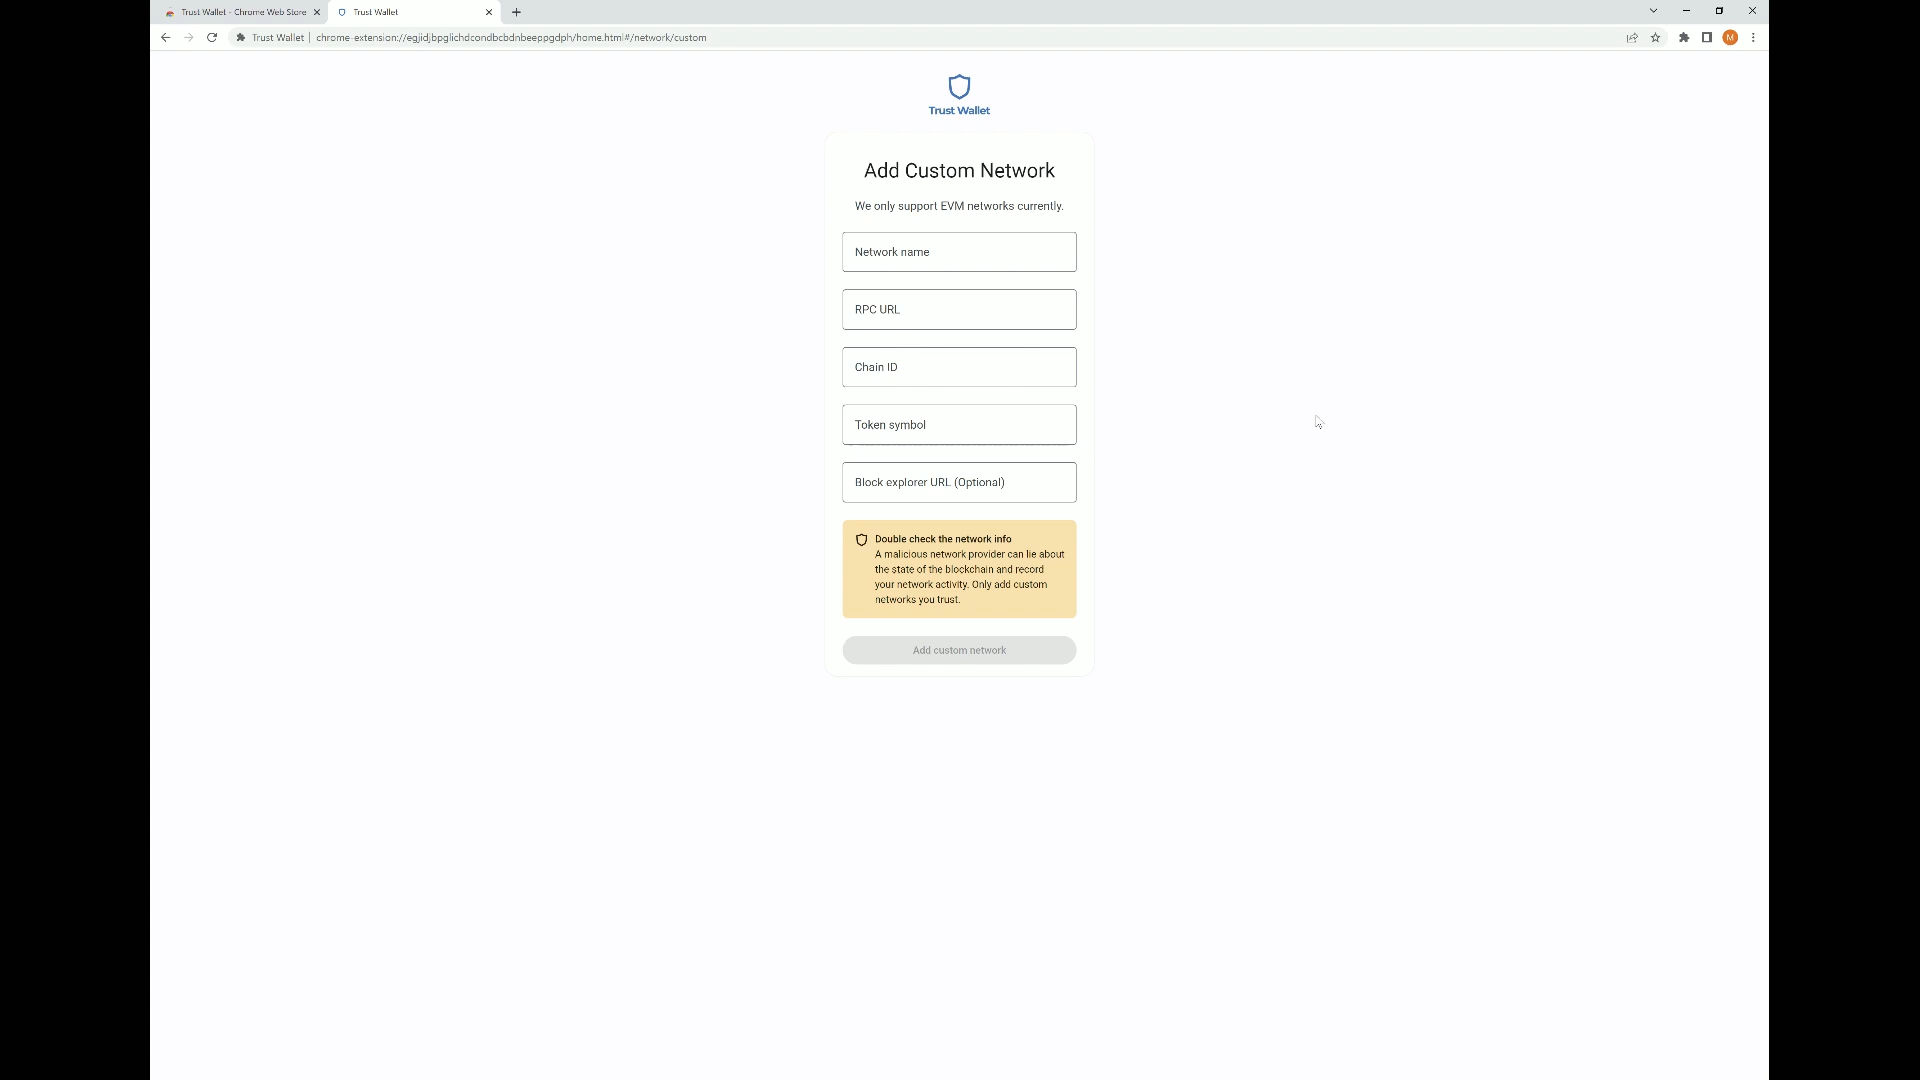 Trust Wallet - Chrome Web Store
Trust Wallet
Trust Wallet | chrome-extension://egjidjbpglichdcondbcbdnbeeppgdph/home.html#/network/custom
M
Trust Wallet
Add Custom Network
We only support EVM networks currently.
Network name
RPC URL
Chain ID
Token symbol
Block explorer URL (Optional)
Double check the network info
A malicious network provider can lie about
the state of the blockchain and record
your network activity. Only add custom
networks you trust.
Add custom network